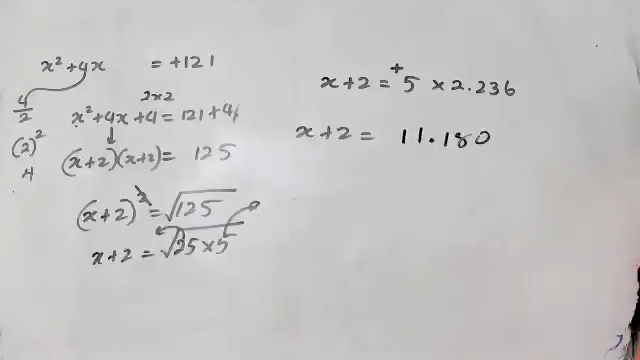 x² + 4x = +121
4/2
2×2
x² + 4x + 4 = 121 + 4
(2)²
(x+2)(x+2) = 125
4
(x+2)² = √125
x+2 = √25×5
x+2 = +5 × 2.236
x+2 = 11.180